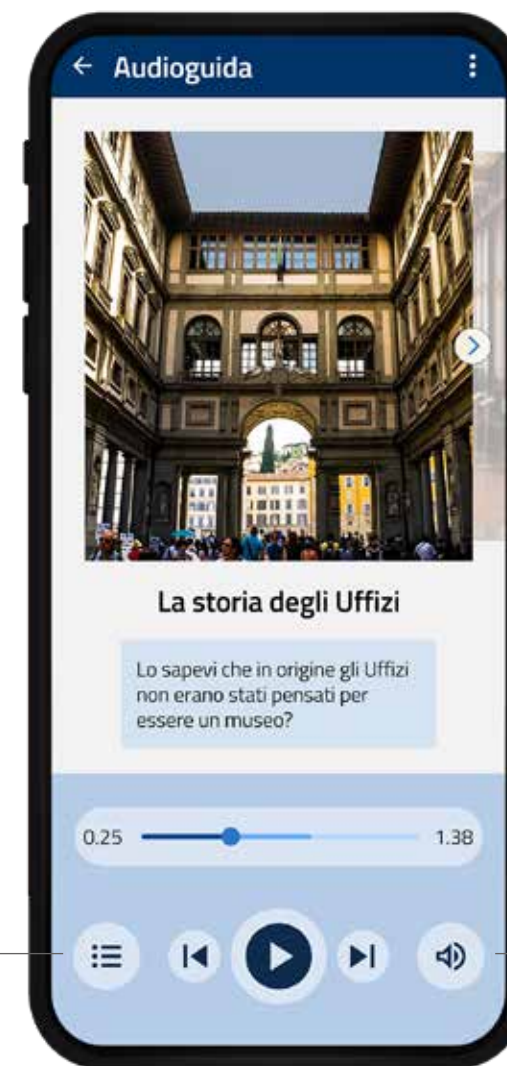 Audioguida
La storia degli Uffizi
Lo sapevi che in origine gli Uffizi
non erano stati pensati per
essere un museo?
0.25 1.38